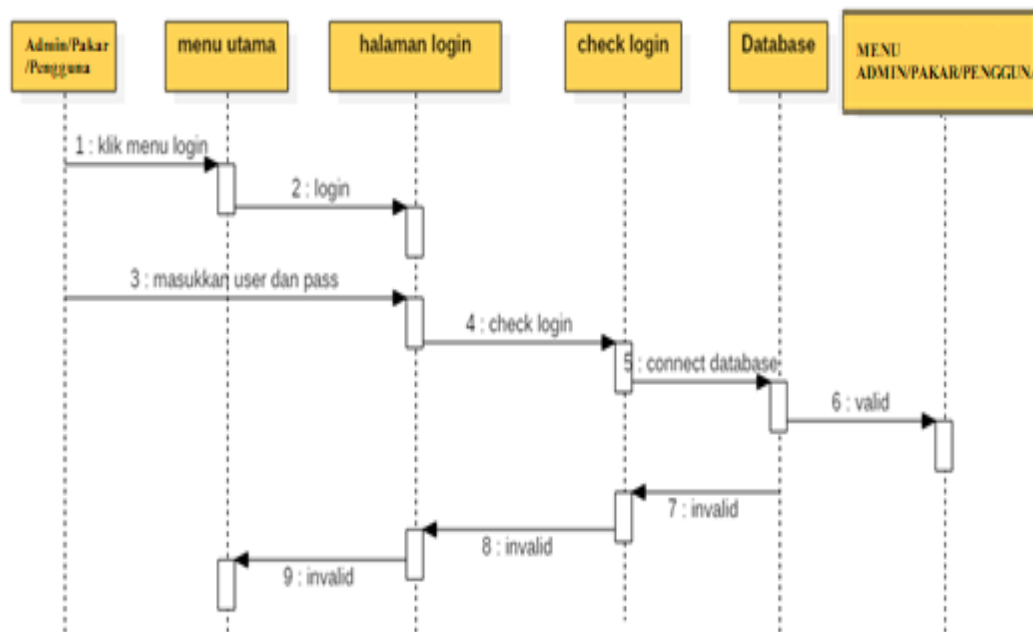 Admin/Pakar
/Pengguna
menu utama
halaman login
check login
Database
MENU
ADMIN/PAKAR/PENGGUNA
1 : klik menu login
2 : login
3 : masukkan user dan pass
4 : check login
5 : connect database
6 : valid
7 : invalid
8 : invalid
9 : invalid